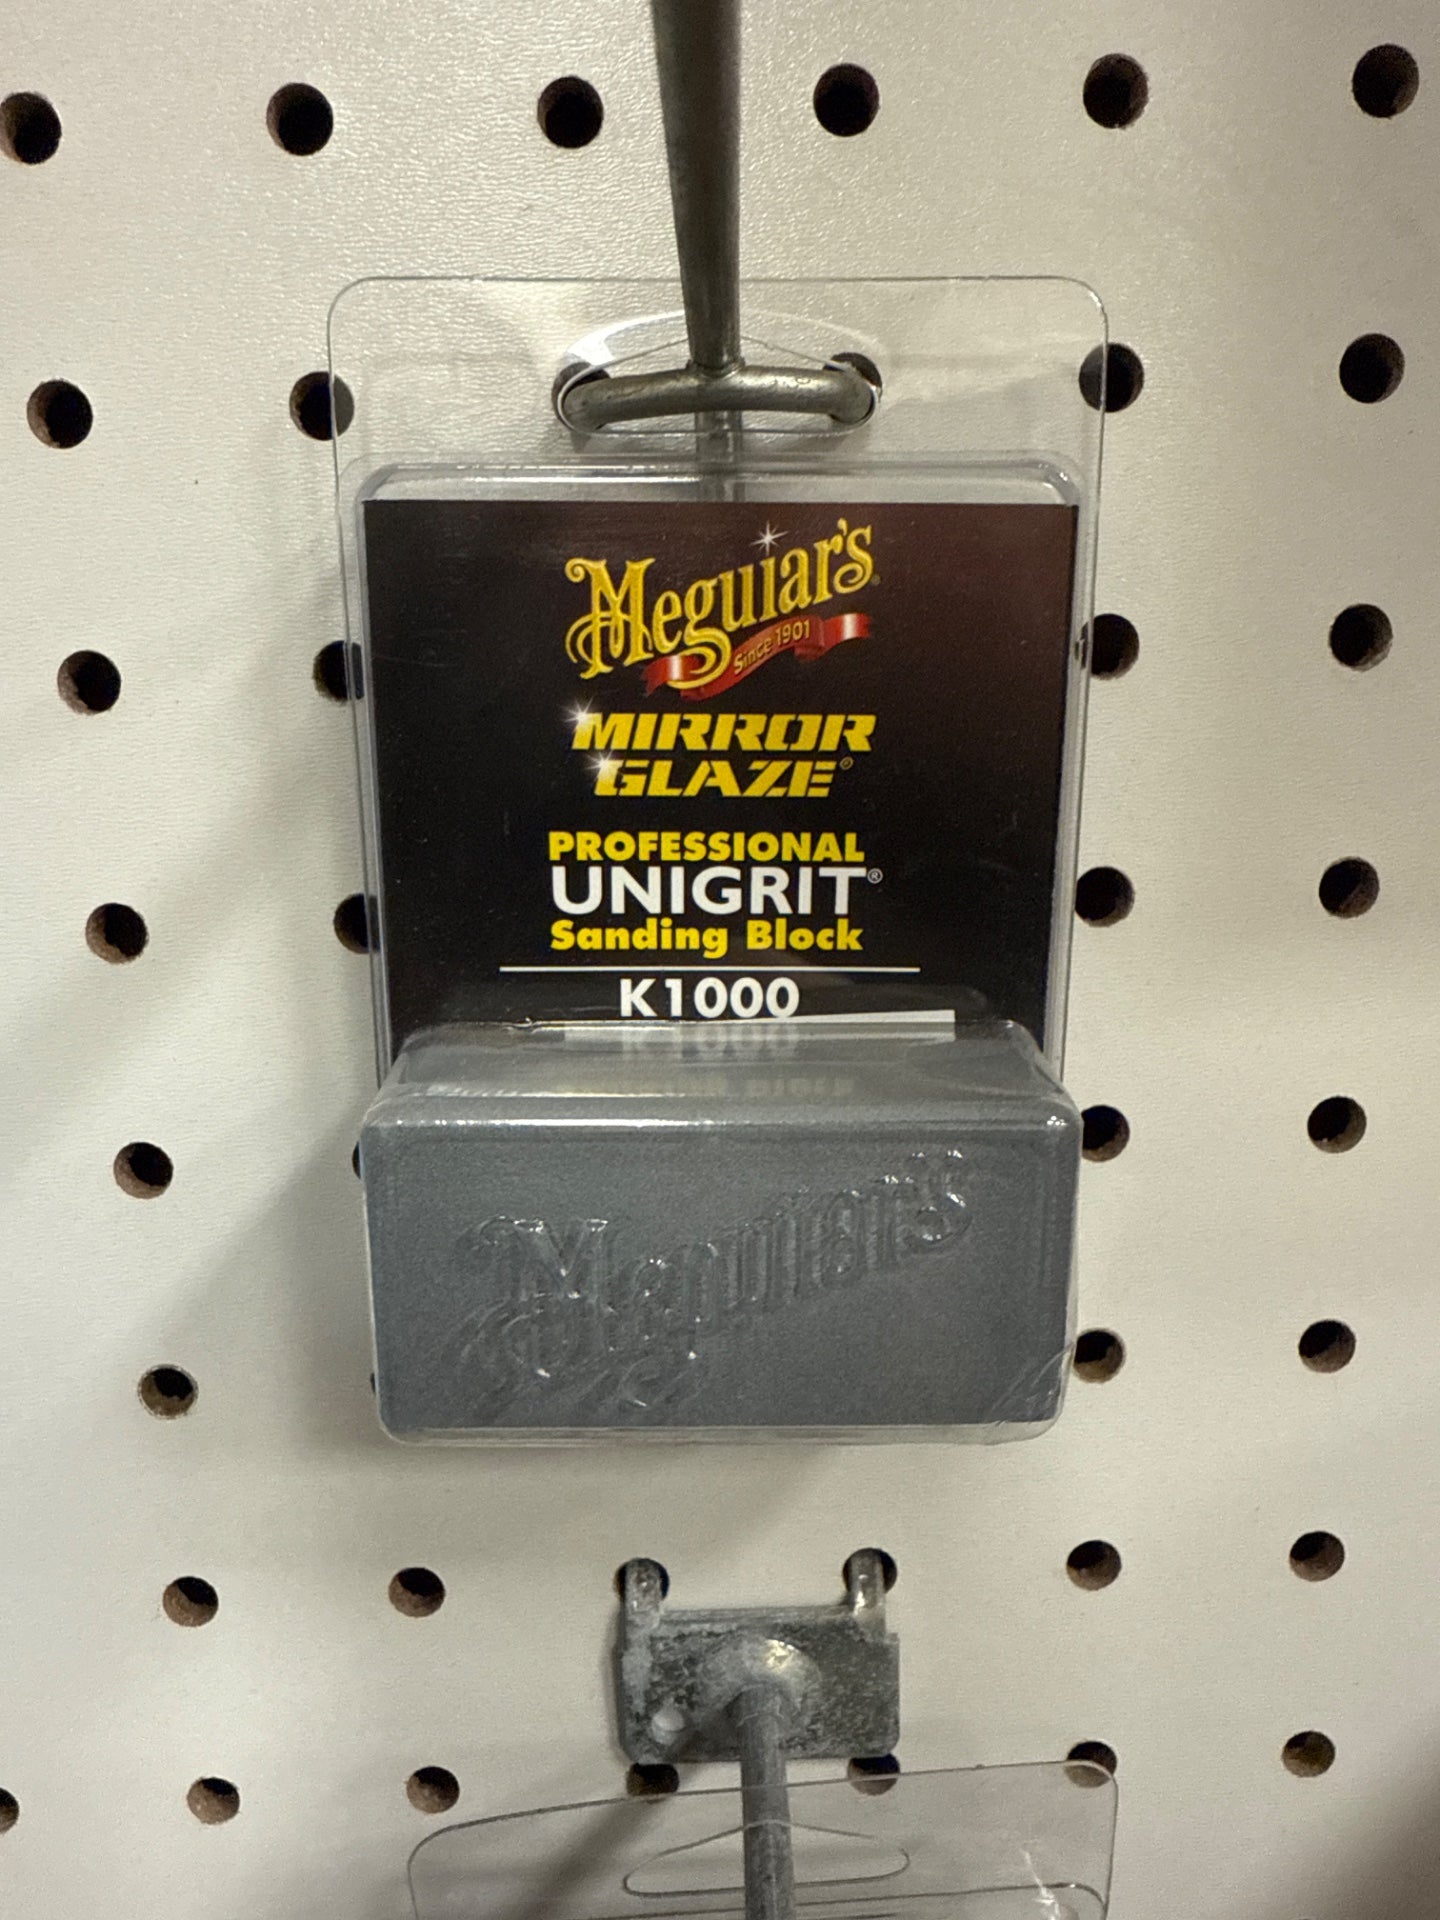 Meguiar's
Since 1901
MIRROR
GLAZE®
PROFESSIONAL
UNIGRIT®
Sanding Block
K1000
Meguiar's